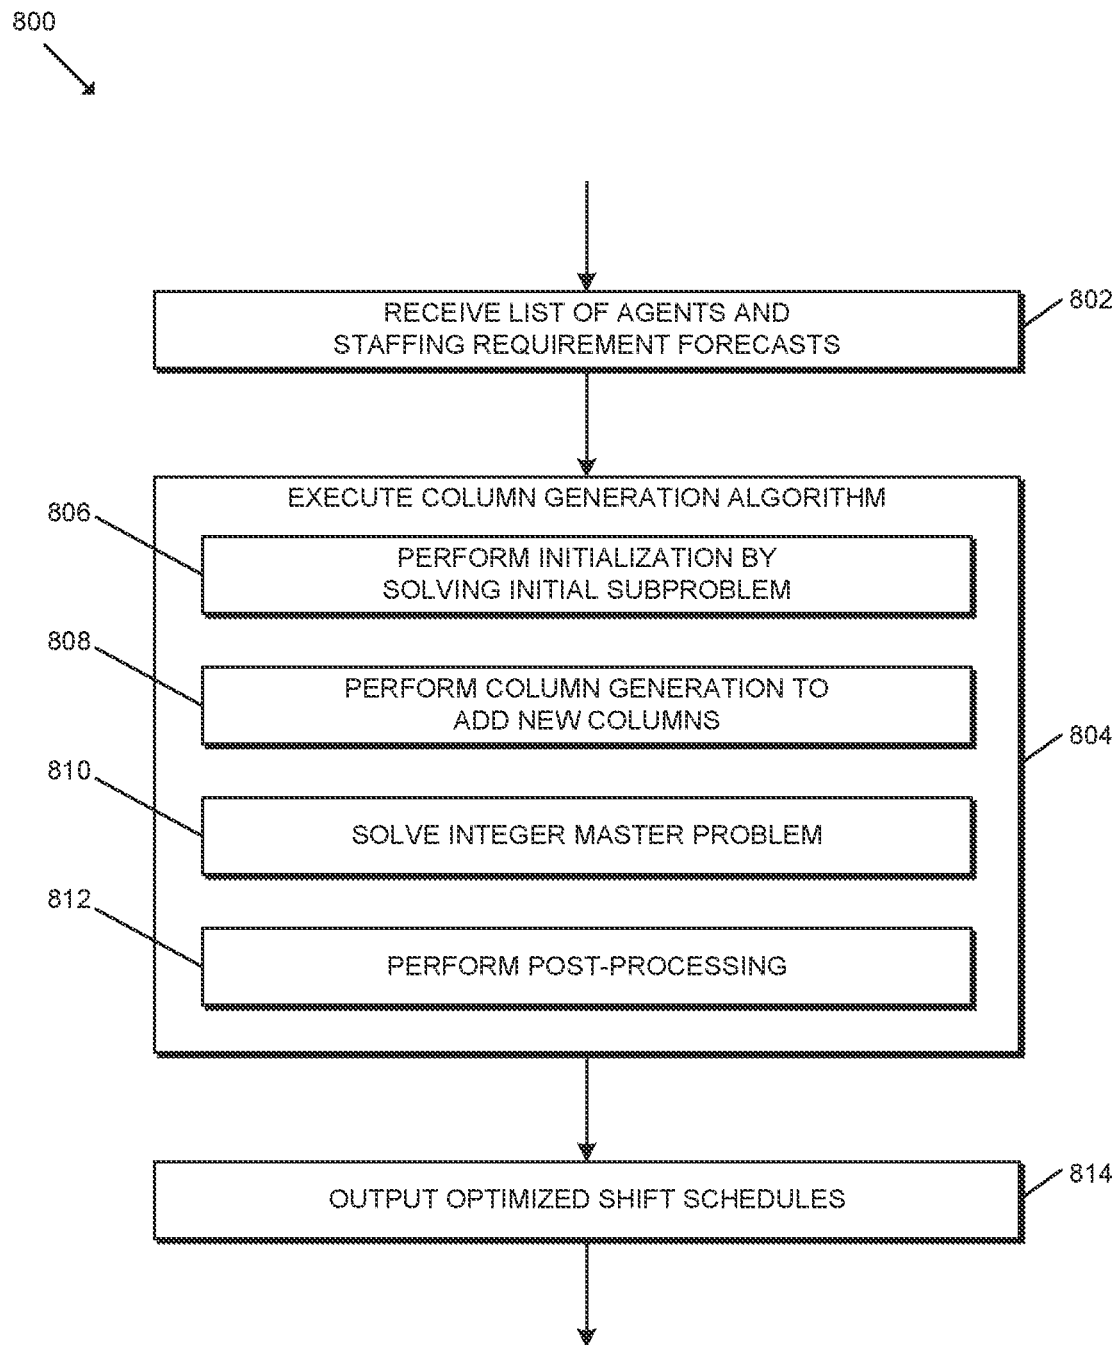 800
RECEIVE LIST OF AGENTS AND
STAFFING REQUIREMENT FORECASTS
802
EXECUTE COLUMN GENERATION ALGORITHM
806
PERFORM INITIALIZATION BY
SOLVING INITIAL SUBPROBLEM
808
PERFORM COLUMN GENERATION TO
ADD NEW COLUMNS
804
810
SOLVE INTEGER MASTER PROBLEM
812
PERFORM POST-PROCESSING
OUTPUT OPTIMIZED SHIFT SCHEDULES
814